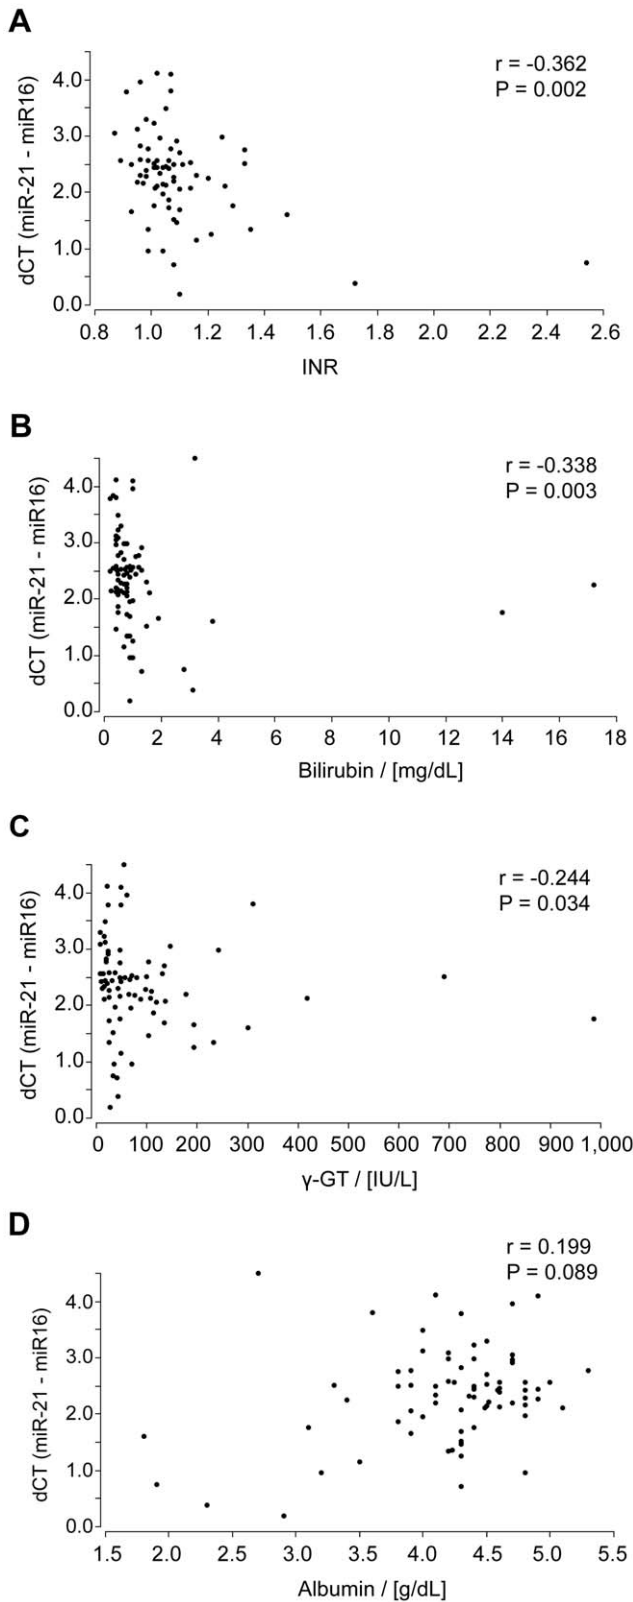 A
r = -0.362
P = 0.002
dCT (miR-21 - miR16)
4.0
3.0
2.0
1.0
0.0
0.8 1.0 1.2 1.4 1.6 1.8 2.0 2.2 2.4 2.6
INR
B
r = -0.338
P = 0.003
dCT (miR-21 - miR16)
4.0
3.0
2.0
1.0
0.0
0 2 4 6 8 10 12 14 16 18
Bilirubin / [mg/dL]
C
r = -0.244
P = 0.034
dCT (miR-21 - miR16)
4.0
3.0
2.0
1.0
0.0
0 100 200 300 400 500 600 700 800 900 1,000
γ-GT / [IU/L]
D
r = 0.199
P = 0.089
dCT (miR-21 - miR16)
4.0
3.0
2.0
1.0
0.0
1.5 2.0 2.5 3.0 3.5 4.0 4.5 5.0 5.5
Albumin / [g/dL]